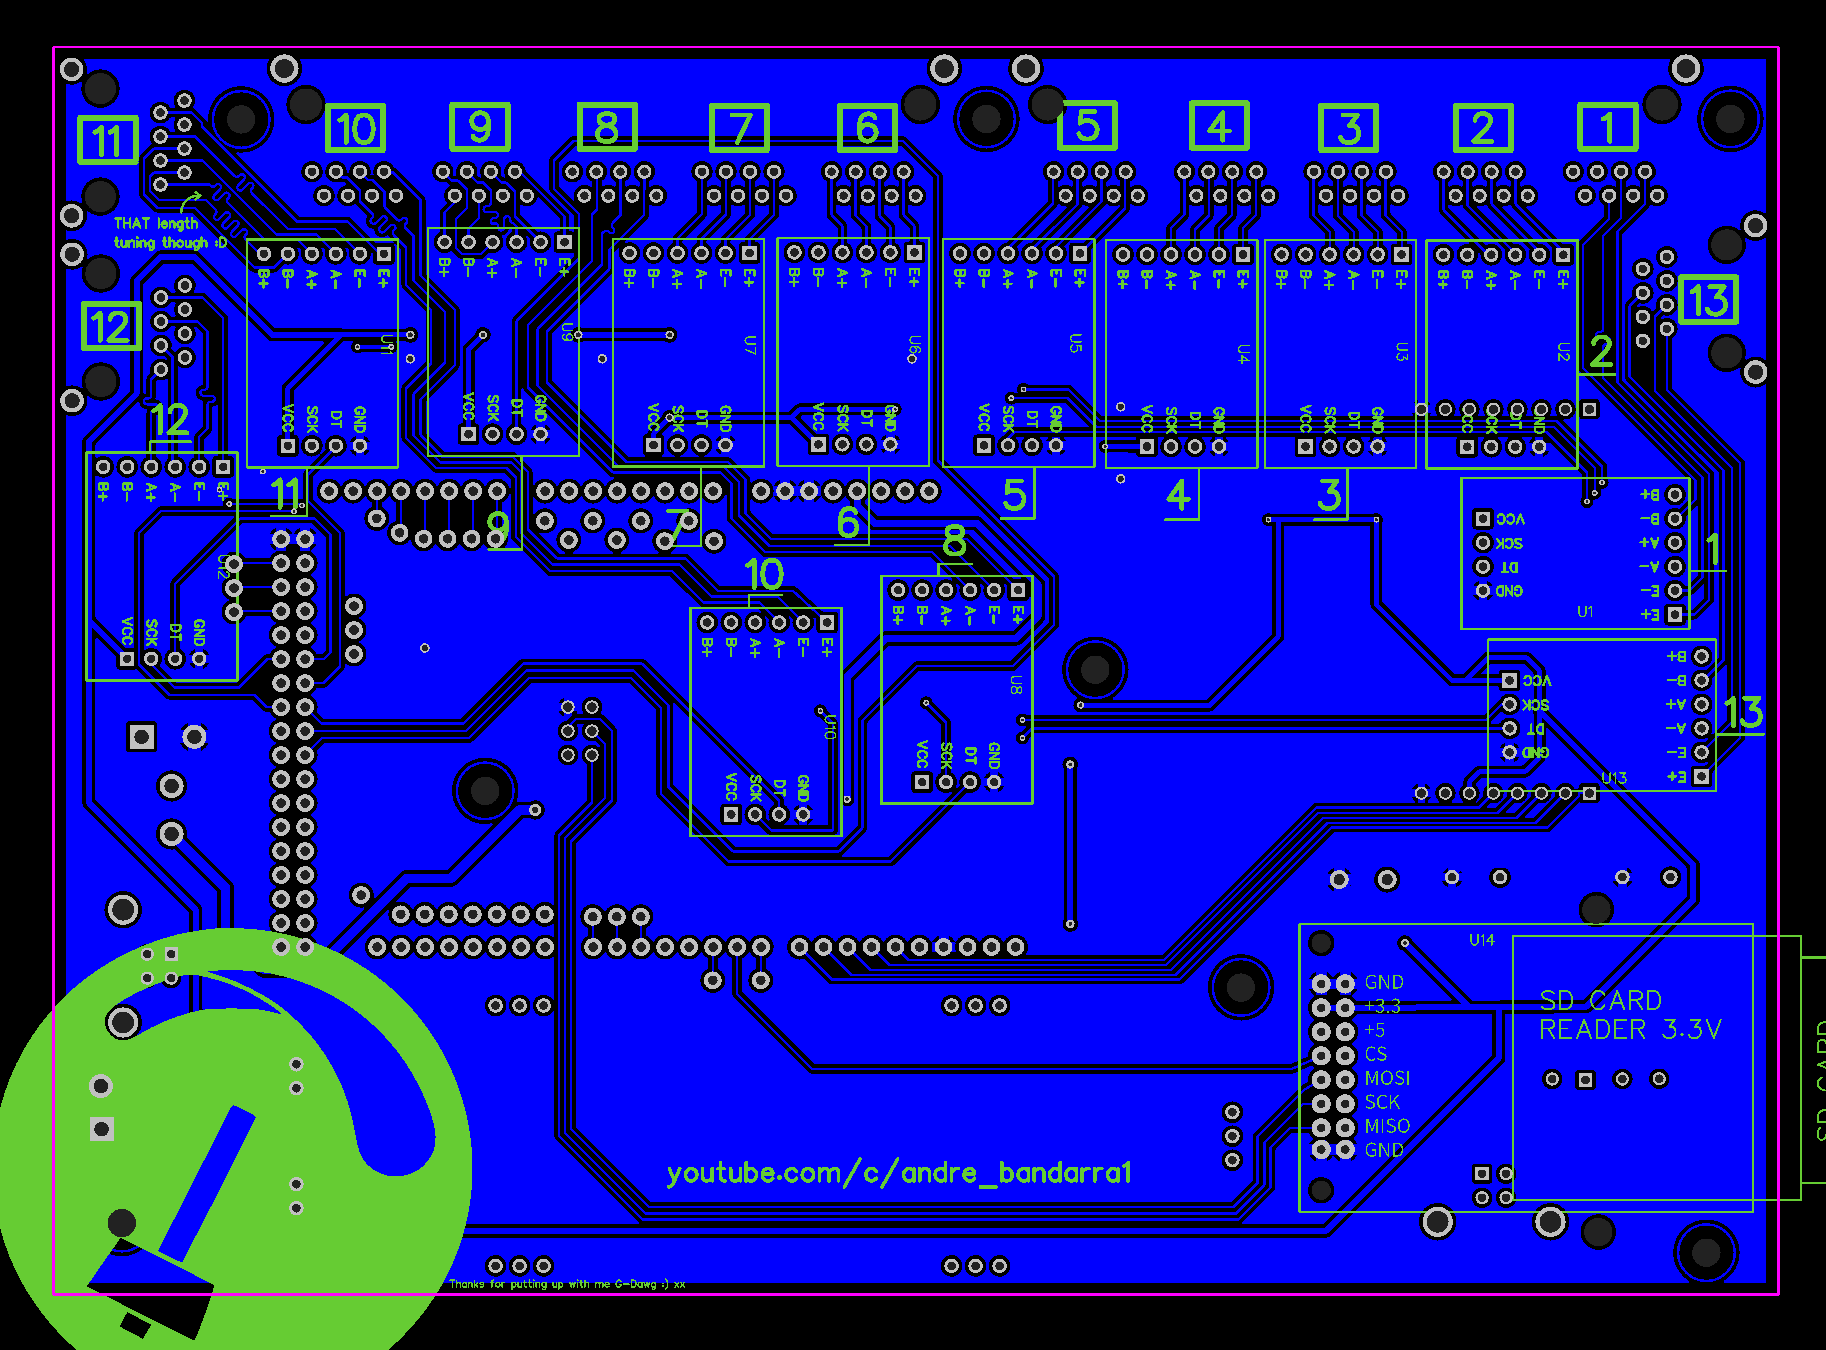 10
9
8
7
6
5
4
3
2
1
11
THAT length
tuning though :D
12
13
B+ B- A+ A- E- E+
U11
VCC SCK DT GND
11
B+ B- A+ A- E- E+
U9
VCC SCK DT GND
9
B+ B- A+ A- E- E+
U7
VCC SCK DT GND
7
B+ B- A+ A- E- E+
U6
VCC SCK DT GND
6
B+ B- A+ A- E- E+
U5
VCC SCK DT GND
5
B+ B- A+ A- E- E+
U4
VCC SCK DT GND
4
B+ B- A+ A- E- E+
U3
VCC SCK DT GND
3
B+ B- A+ A- E- E+
U2
VCC SCK DT GND
2
12
B+ B- A+ A- E- E+
U12
VCC SCK DT GND
VCC B+
B-
SCK A+
DT A-
GND E-
E+
U1
1
10
B+ B- A+ A- E- E+
U10
VCC SCK DT GND
8
B+ B- A+ A- E- E+
U8
VCC SCK DT GND
B+
VCC B-
SCK A+
DT A-
GND E-
E+
U13
13
U14
GND
+3.3
+5
CS
MOSI
SCK
MISO
GND
SD CARD
READER 3.3V
SD CARD
youtube.com/c/andre_bandarra1
Thanks for putting up with me G-Dawg :) xx